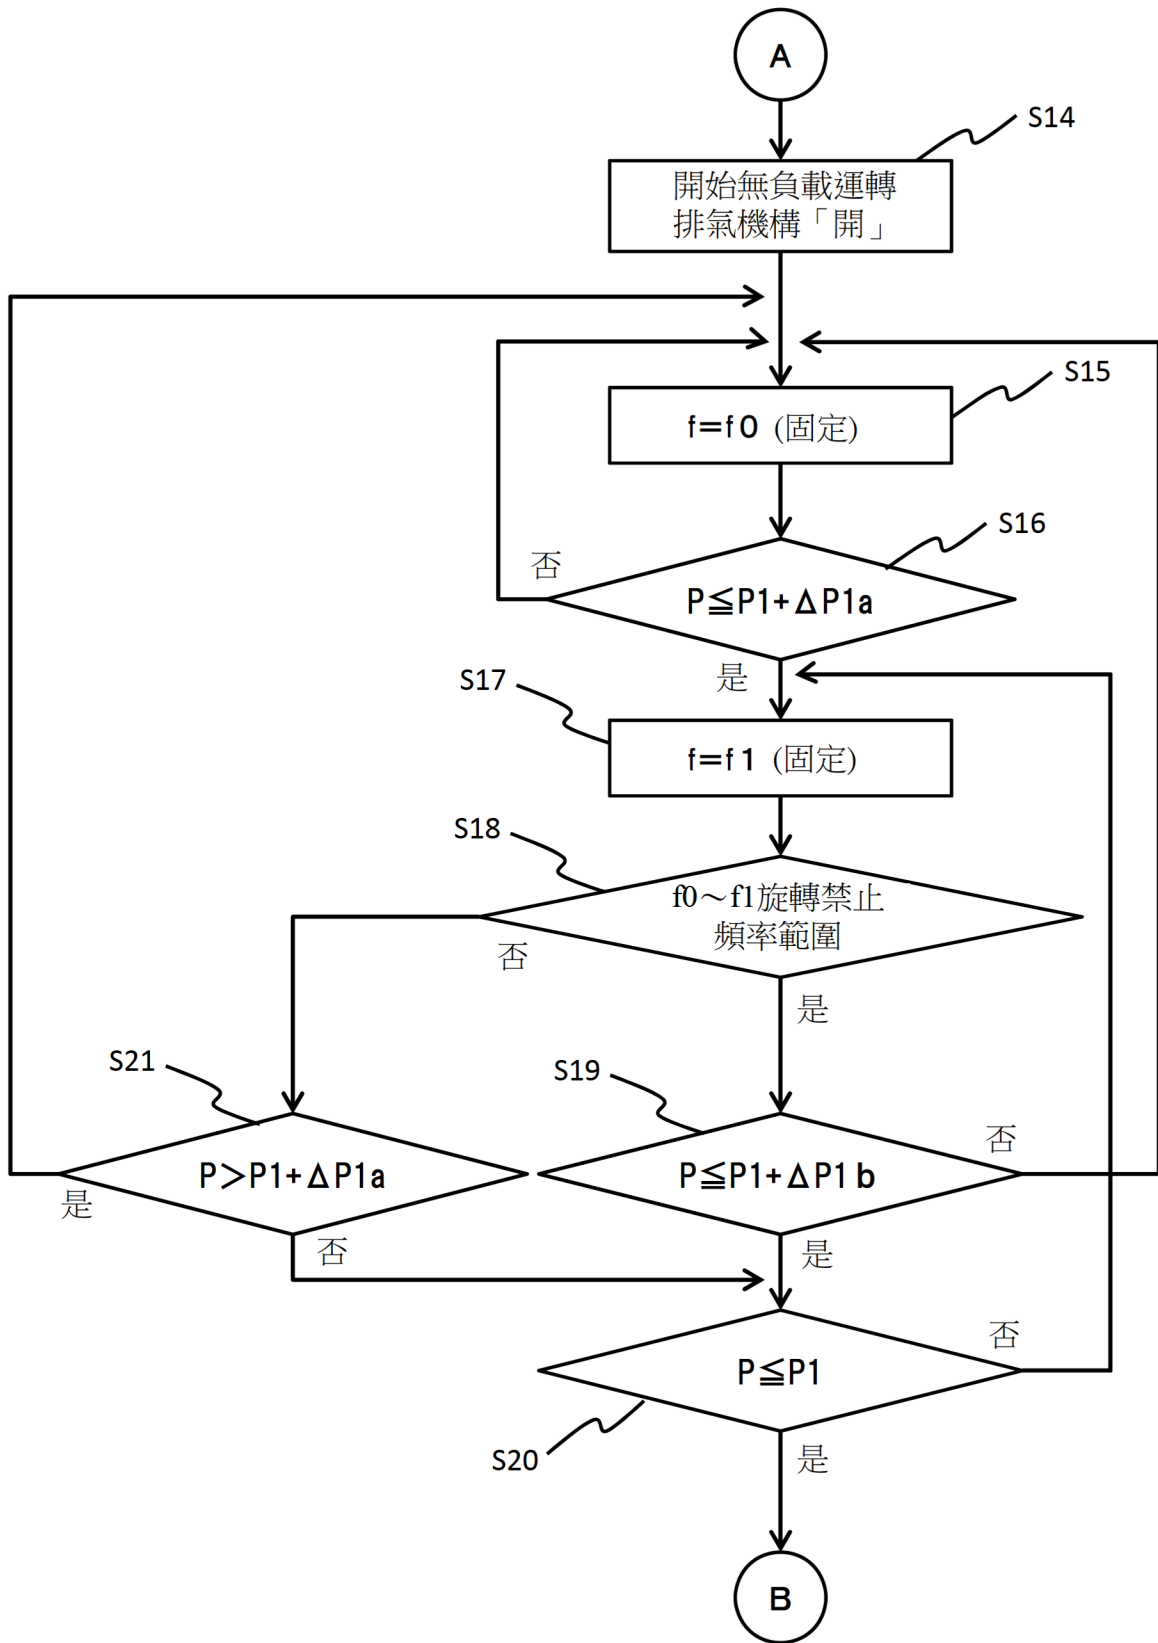 A
S14
開始無負載運轉
排氣機構「開」
S15
f=f0 (固定)
S16
否
P≦P1+ΔP1a
是
S17
f=f1 (固定)
S18
f0～f1旋轉禁止
頻率範圍
否
是
S21
S19
P>P1+ΔP1a
P≦P1+ΔP1b
否
是
否
是
否
P≦P1
S20
是
B